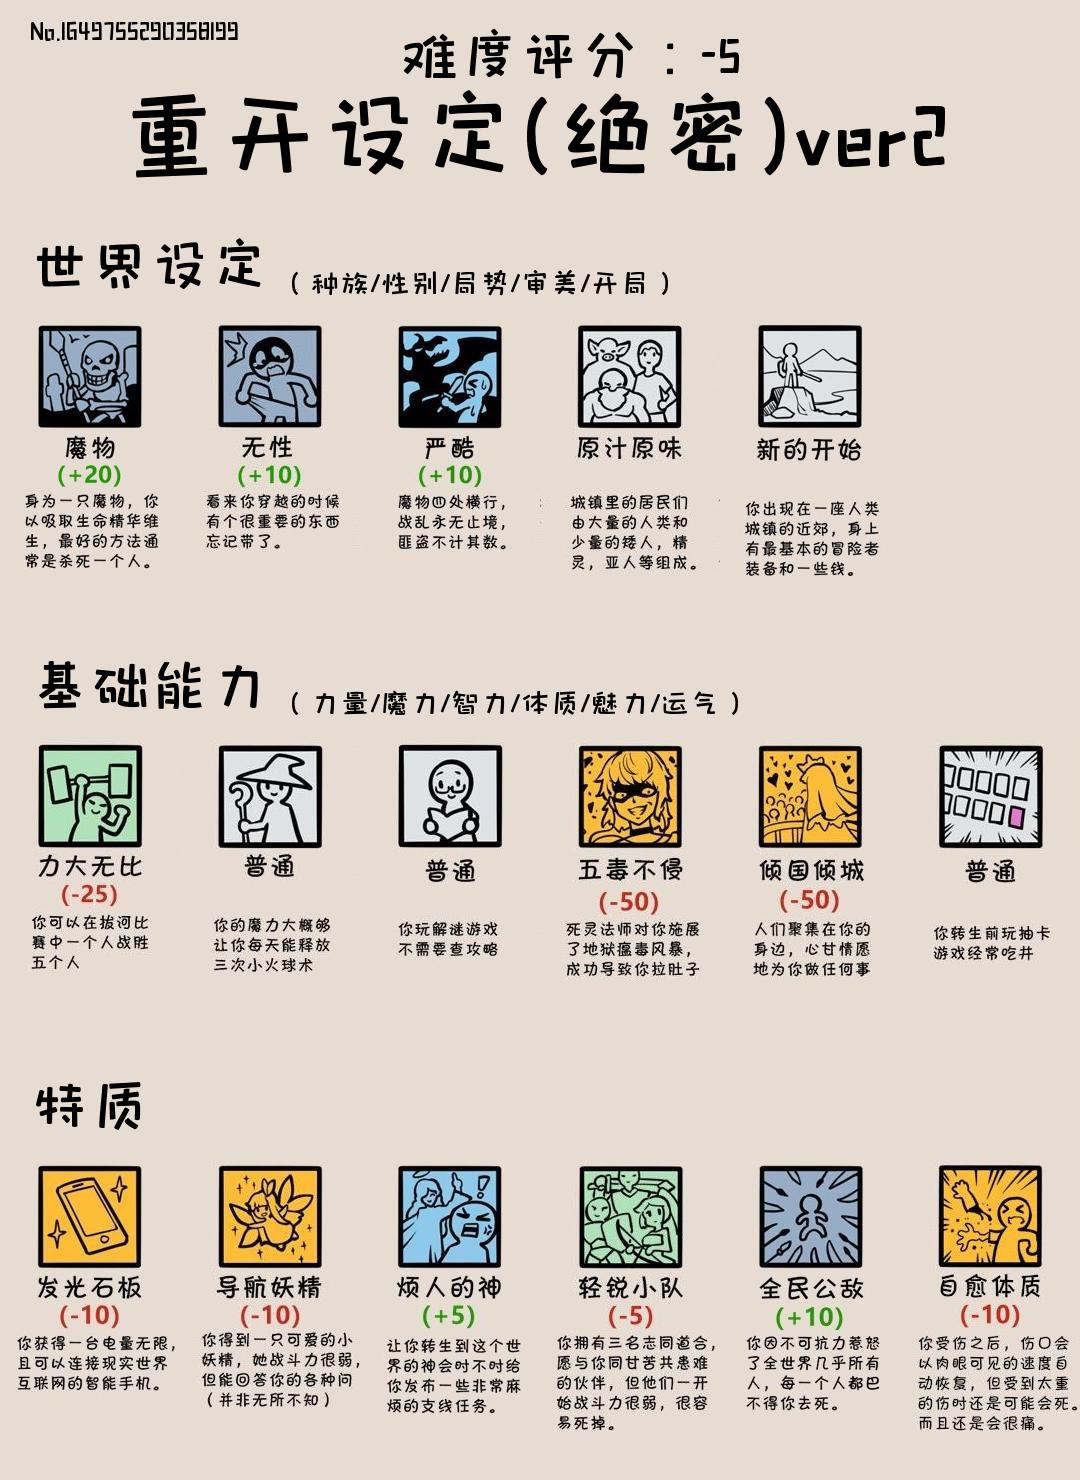 No.1649755290358199
难度评分：-5
重开设定(绝密)ver2
世界设定
（种族/性别/局势/审美/开局）
魔物
(+20)
身为一只魔物，你
以吸取生命精华维
生，最好的方法通
常是杀死一个人。
无性
(+10)
看来你穿越的时候
有个很重要的东西
忘记带了。
严酷
(+10)
魔物四处横行，
战乱永无止境，
匪盗不计其数。
原汁原味
城镇里的居民们
由大量的人类和
少量的矮人，精
灵，亚人等组成。
新的开始
你出现在一座人类
城镇的近郊，身上
有最基本的冒险者
装备和一些钱。
基础能力
（力量/魔力/智力/体质/魅力/运气）
力大无比
(-25)
你可以在拔河比
赛中一个人战胜
五个人
普通
你的魔力大概够
让你每天能释放
三次小火球术
普通
你玩解谜游戏
不需要查攻略
五毒不侵
(-50)
死灵法师对你施展
了地狱瘟毒风暴，
成功导致你拉肚子
倾国倾城
(-50)
人们聚集在你的
身边，心甘情愿
地为你做任何事
普通
你转生前玩抽卡
游戏经常吃井
特质
发光石板
(-10)
你获得一台电量无限，
且可以连接现实世界
互联网的智能手机。
导航妖精
(-10)
你得到一只可爱的小
妖精，她战斗力很弱，
但能回答你的各种问
（并非无所不知）
烦人的神
(+5)
让你转生到这个世
界的神会时不时给
你发布一些非常麻
烦的支线任务。
轻锐小队
(-5)
你拥有三名志同道合，
愿与你同甘苦共患难
的伙伴，但他们一开
始战斗力很弱，很容
易死掉。
全民公敌
(+10)
你因不可抗力惹怒
了全世界几乎所有
人，每一个人都巴
不得你去死。
自愈体质
(-10)
你受伤之后，伤口会
以肉眼可见的速度自
动恢复，但受到太重
的伤时还是可能会死。
而且还是会很痛。